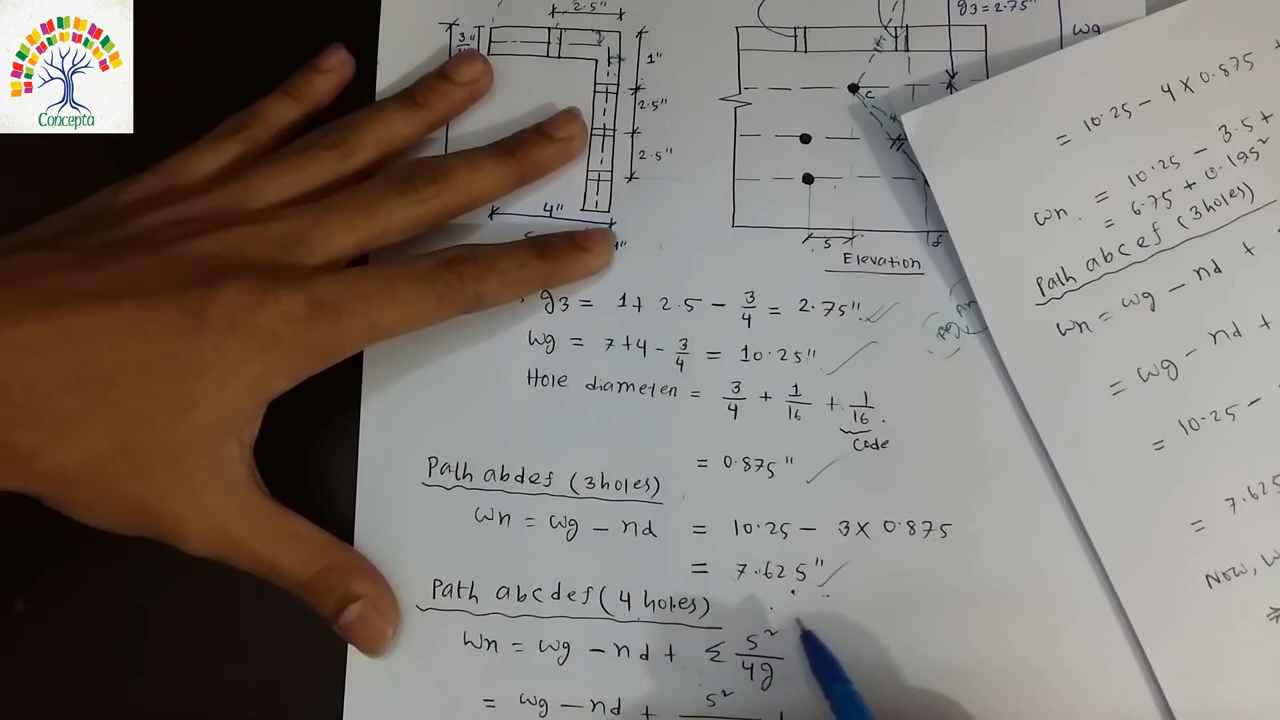 Concepta
2.5"
1"
2.5"
2.5"
4"
g3 = 2.75"
wg
c
s
f
Elevation
g3 = 1 + 2.5 - 3/4 = 2.75"
wg = 7+4 - 3/4 = 10.25"
Hole diameter = 3/4 + 1/16 + 1/16.
Code
= 0.875"
Path abdef (3holes)
wn = wg - nd = 10.25 - 3 X 0.875
= 7.625"
Path abcdef (4 holes)
wn = wg - nd + Σ s²/4g
= wg - nd + s²
= 10.25 - 4 X 0.875 +
wn = 10.25 - 3.5 +
= 6.75 + 0.195²
Path abcef (3holes)
wn = wg - nd +
= wg - nd +
= 10.25 -
= 7.625
Now, w